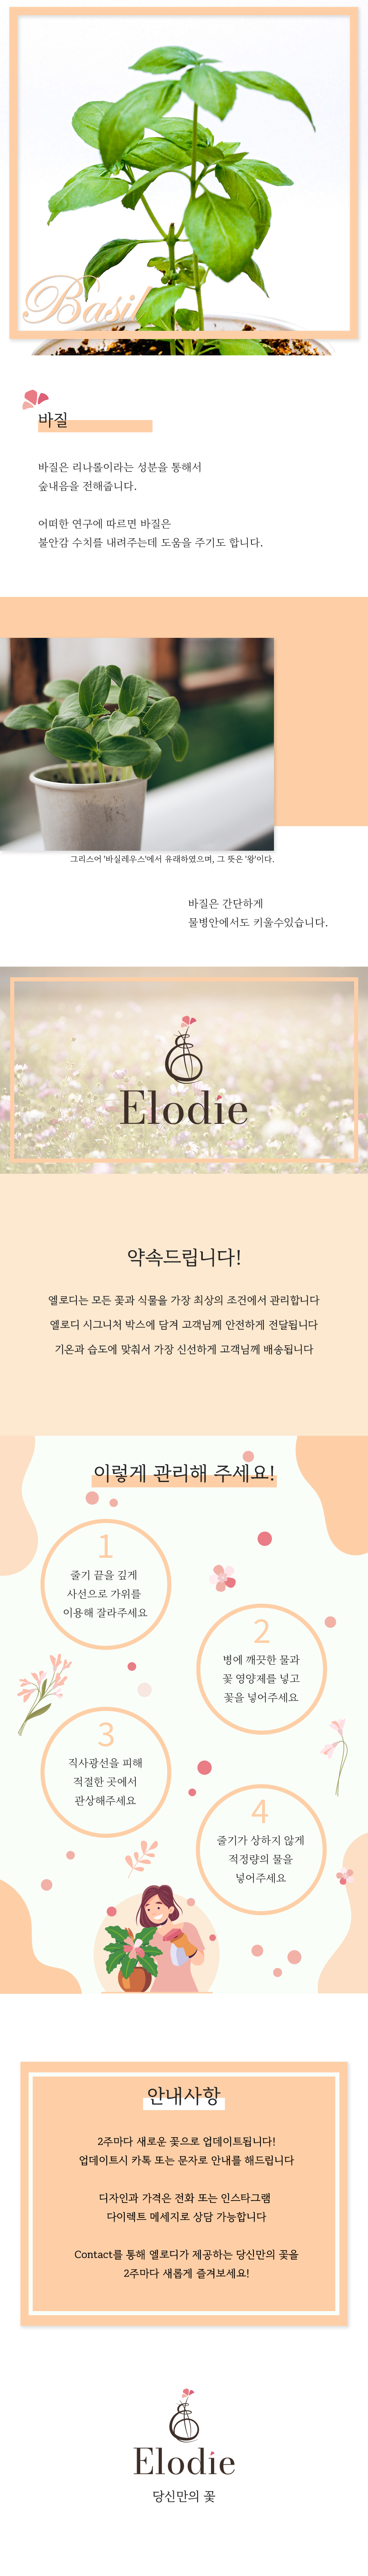 Basil
바질
바질은 리나롤이라는 성분을 통해서
숲내음을 전해줍니다.
어떠한 연구에 따르면 바질은
불안감 수치를 내려주는데 도움을 주기도 합니다.
그리스어 '바실레우스'에서 유래하였으며, 그 뜻은 '왕'이다.
바질은 간단하게
물병안에서도 키울수있습니다.
Elodie
약속드립니다!
엘로디는 모든 꽃과 식물을 가장 최상의 조건에서 관리합니다
엘로디 시그니처 박스에 담겨 고객님께 안전하게 전달됩니다
기온과 습도에 맞춰서 가장 신선하게 고객님께 배송됩니다
이렇게 관리해 주세요!
1
줄기 끝을 깊게
사선으로 가위를
이용해 잘라주세요
2
병에 깨끗한 물과
꽃 영양제를 넣고
꽃을 넣어주세요
3
직사광선을 피해
적절한 곳에서
관상해주세요
4
줄기가 상하지 않게
적정량의 물을
넣어주세요
안내사항
2주마다 새로운 꽃으로 업데이트됩니다!
업데이트시 카톡 또는 문자로 안내를 해드립니다
디자인과 가격은 전화 또는 인스타그램
다이렉트 메세지로 상담 가능합니다
Contact를 통해 엘로디가 제공하는 당신만의 꽃을
2주마다 새롭게 즐겨보세요!
Elodie
당신만의 꽃